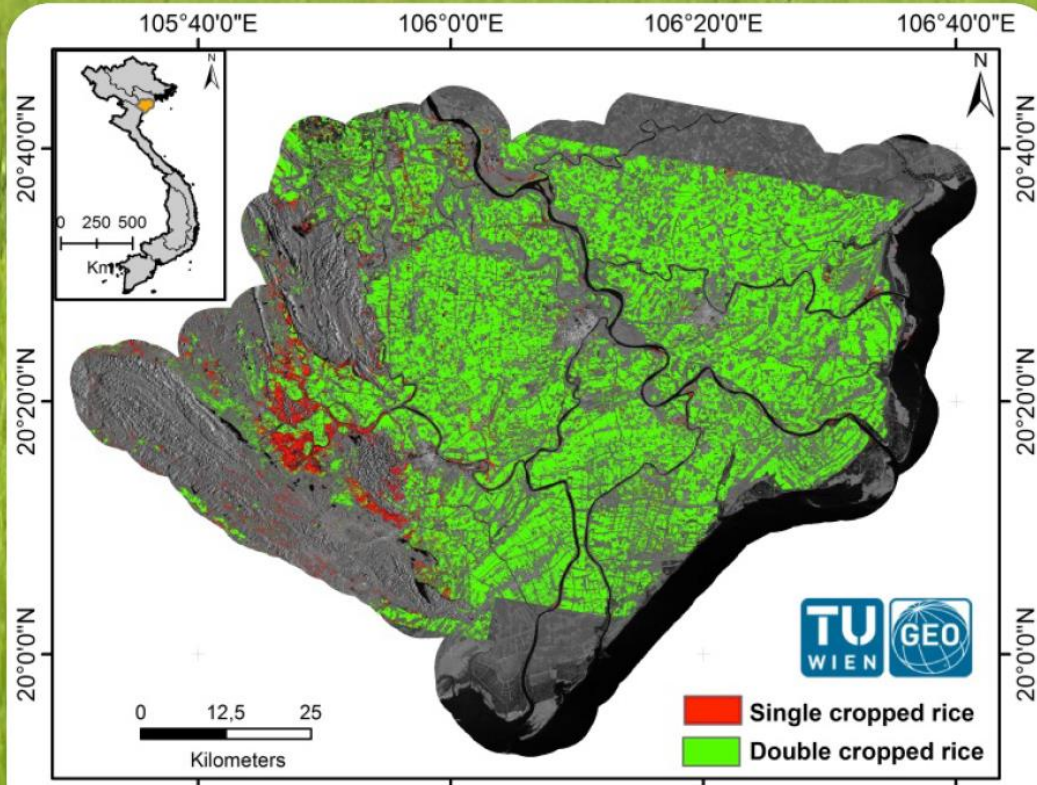 105°40'0"E
106°0'0"E
106°20'0"E
106°40'0"E
N
N
20°40'0"N
20°40'0"N
0 250 500
Km
20°20'0"N
20°20'0"N
TU
WIEN
GEO
20°0'0"N
20°0'0"N
0 12,5 25
Kilometers
Single cropped rice
Double cropped rice